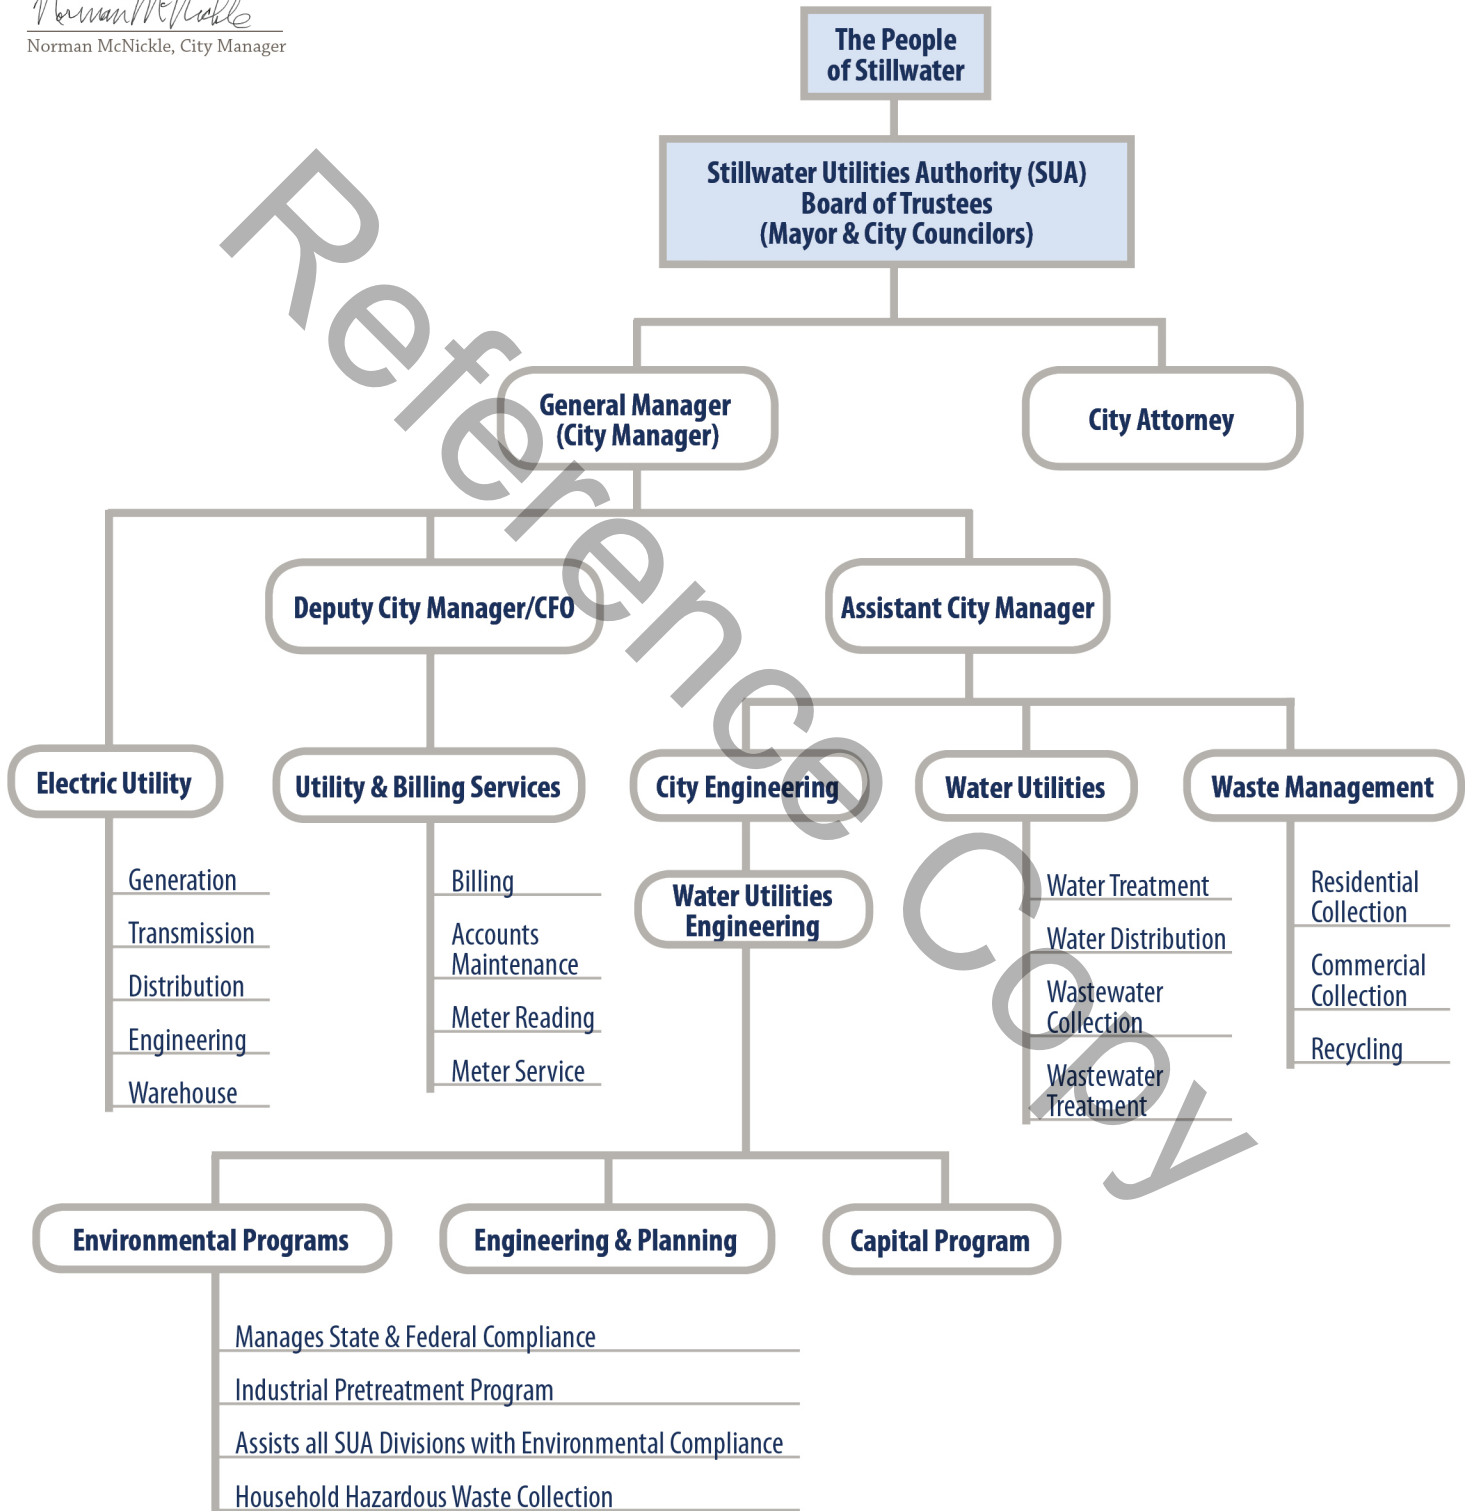 Norman McNickle
Norman McNickle, City Manager
The People
of Stillwater
Stillwater Utilities Authority (SUA)
Board of Trustees
(Mayor & City Councilors)
General Manager
(City Manager)
City Attorney
Deputy City Manager/CFO
Assistant City Manager
Electric Utility
Utility & Billing Services
City Engineering
Water Utilities
Waste Management
Generation
Transmission
Distribution
Engineering
Warehouse
Billing
Accounts
Maintenance
Meter Reading
Meter Service
Water Utilities
Engineering
Water Treatment
Water Distribution
Wastewater
Collection
Wastewater
Treatment
Residential
Collection
Commercial
Collection
Recycling
Environmental Programs
Engineering & Planning
Capital Program
Manages State & Federal Compliance
Industrial Pretreatment Program
Assists all SUA Divisions with Environmental Compliance
Household Hazardous Waste Collection
Reference Copy